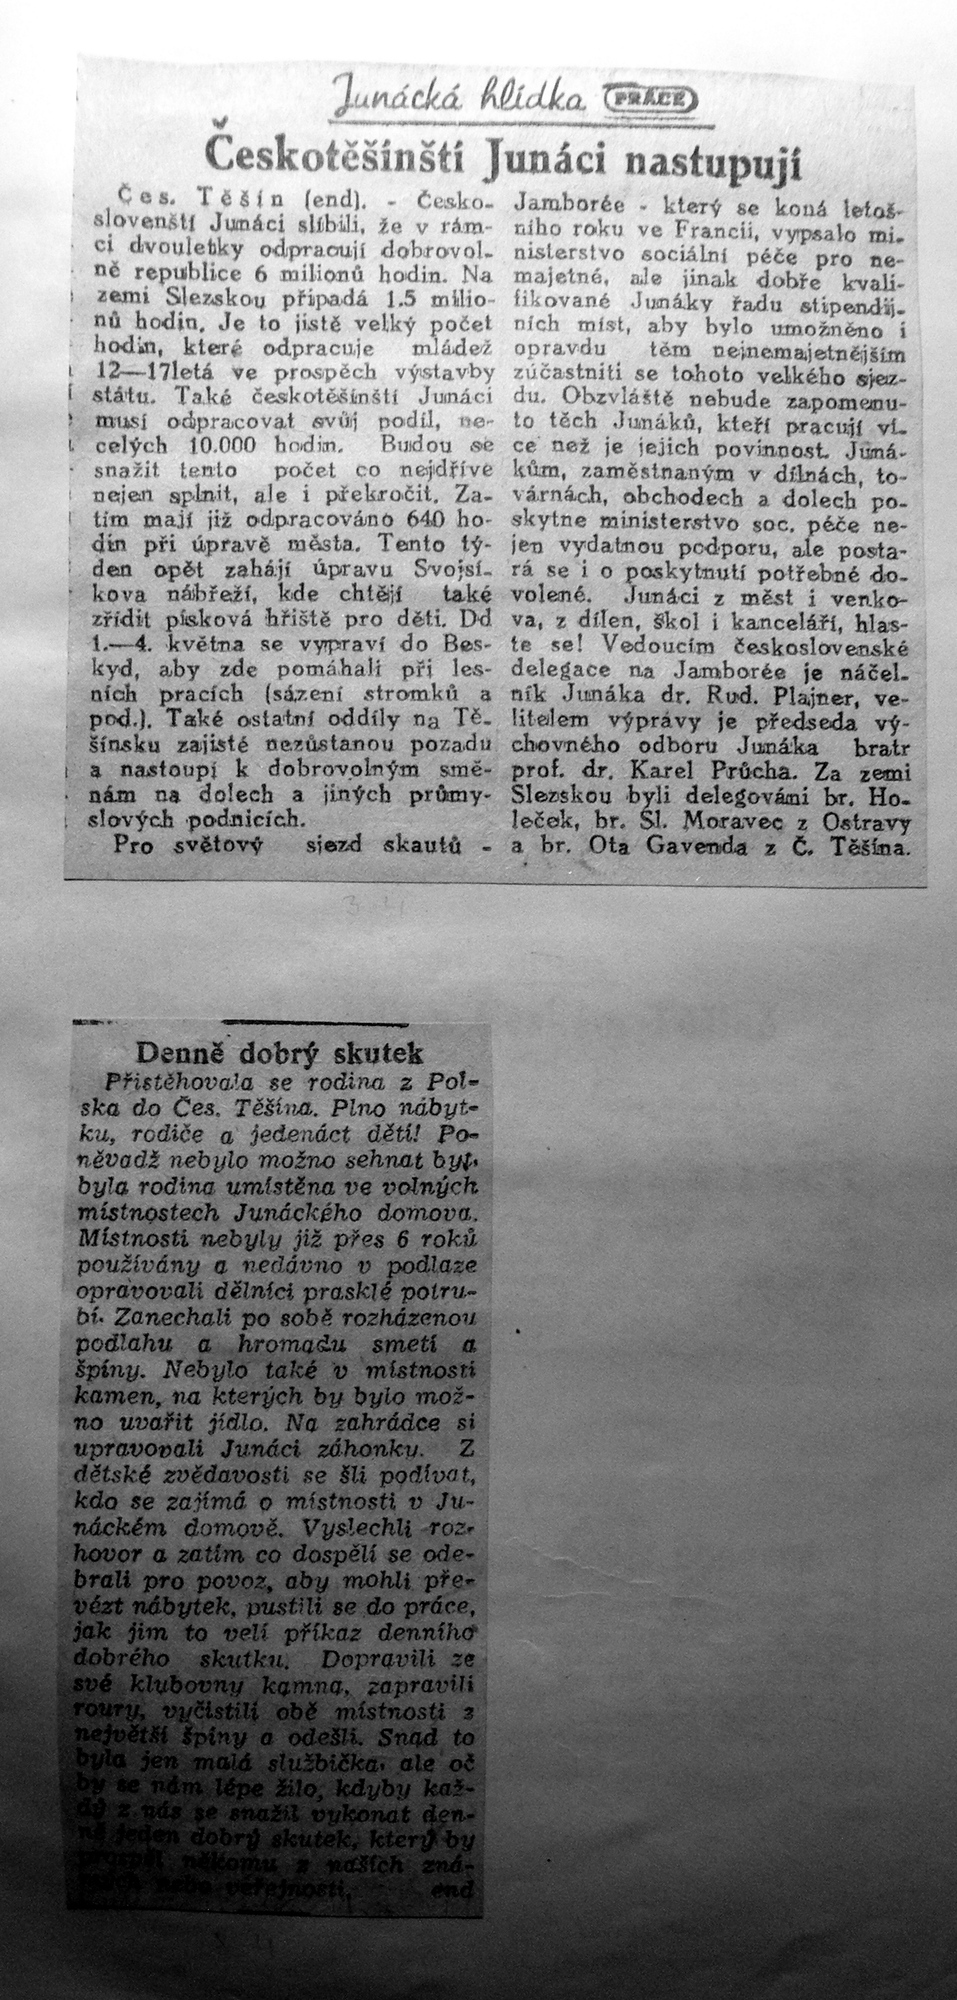 Junácká hlídka PRÁCE
Českotěšínští Junáci nastupují
Čes. Těšín (end). - Česko-
slovenští Junáci slíbili, že v rám-
ci dvouletky odpracují dobrovol-
ně republice 6 milionů hodin. Na
zemi Slezskou připadá 1.5 milio-
nů hodin. Je to jistě velký počet
hodin, které odpracuje mládež
12—17letá ve prospěch výstavby
státu. Také českotěšínští Junáci
musí odpracovat svůj podíl, ne-
celých 10.000 hodin. Budou se
snažit tento počet co nejdříve
nejen splnit, ale i překročit. Za-
tím mají již odpracováno 640 ho-
din při úpravě města. Tento tý-
den opět zahájí úpravu Svojsí-
kova nábřeží, kde chtějí také
zřídit písková hřiště pro děti. Dd
1.—4. května se vypraví do Bes-
kyd, aby zde pomáhali při les-
ních pracích (sázení stromků a
pod.). Také ostatní oddíly na Tě-
šínsku zajisté nezůstanou pozadu
a nastoupí k dobrovolným smě-
nám na dolech a jiných průmy-
slových podnicích.
Pro světový sjezd skautů -
Jamborée - který se koná letoš-
ního roku ve Francii, vypsalo mi-
nisterstvo sociální péče pro ne-
majetné, ale jinak dobře kvali-
fikované Junáky řadu stipendij-
ních míst, aby bylo umožněno i
opravdu těm nejnemajetnějším
zúčastniti se tohoto velkého sjez-
du. Obzvláště nebude zapomenu-
to těch Junáků, kteří pracují ví-
ce než je jejich povinnost. Juná-
kům, zaměstnaným v dílnách, to-
várnách, obchodech a dolech po-
skytne ministerstvo soc. péče ne-
jen vydatnou podporu, ale posta-
rá se i o poskytnutí potřebné do-
volené. Junáci z měst i venko-
va, z dílen, škol i kanceláří, hlas-
te se! Vedoucím československé
delegace na Jamborée je náčel-
ník Junáka dr. Rud. Plajner, ve-
litelem výpravy je předseda vý-
chovného odboru Junáka bratr
prof. dr. Karel Průcha. Za zemi
Slezskou byli delegovámi br. Ho-
leček, br. Sl. Moravec z Ostravy
a br. Ota Gavenda z Č. Těšína.
Denně dobrý skutek
Přistěhovala se rodina z Pol-
ska do Čes. Těšína. Plno nábyt-
ku, rodiče a jedenáct dětí! Po-
něvadž nebylo možno sehnat byt,
byla rodina umístěna ve volných
místnostech Junáckého domova.
Místnosti nebyly již přes 6 roků
používány a nedávno v podlaze
opravovali dělníci prasklé potru-
bí. Zanechali po sobě rozházenou
podlahu a hromadu smetí a
špíny. Nebylo také v místnosti
kamen, na kterých by bylo mož-
no uvařit jídlo. Na zahrádce si
upravovali Junáci záhonky. Z
dětské zvědavosti se šli podívat,
kdo se zajímá o místnosti v Ju-
náckém domově. Vyslechli roz-
hovor a zatím co dospělí se ode-
brali pro povoz, aby mohli pře-
vézt nábytek, pustili se do práce,
jak jim to velí příkaz denního
dobrého skutku. Dopravili ze
své klubovny kamna, zapravili
roury, vyčistili obě místnosti z
největší špíny a odešli. Snad to
byla jen malá službička, ale oč
by se nám lépe žilo, kdyby kaž-
dý z nás se snažil vykonat den-
ně jeden dobrý skutek, který by
prospěl někomu z našich zná-
nebo veřejnosti. end